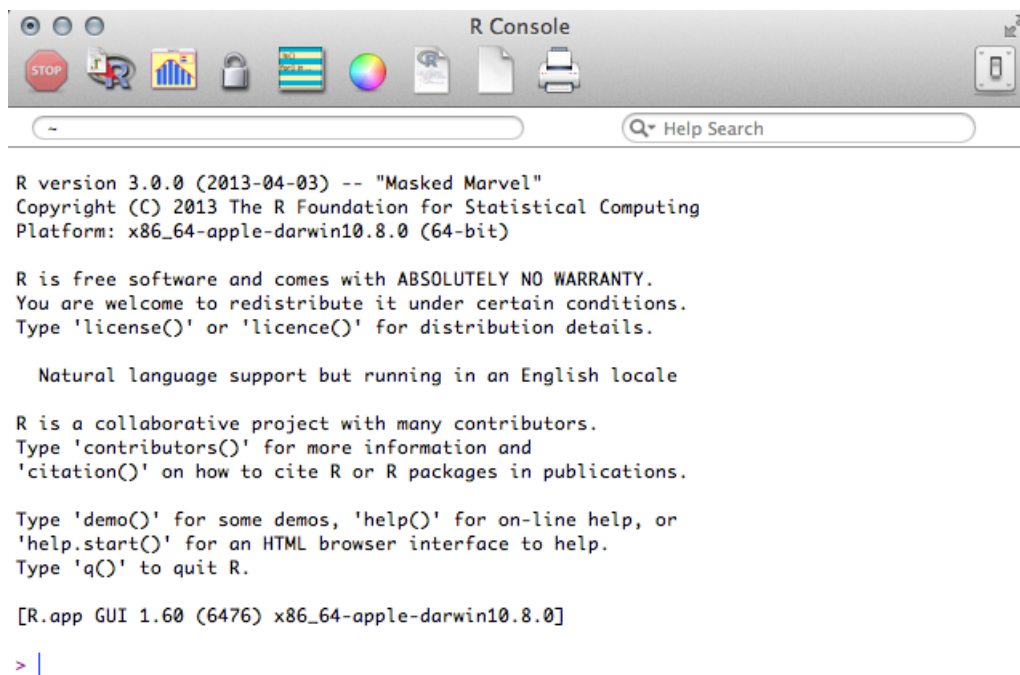 R Console
STOP
R
~
Help Search
R version 3.0.0 (2013-04-03) -- "Masked Marvel"
Copyright (C) 2013 The R Foundation for Statistical Computing
Platform: x86_64-apple-darwin10.8.0 (64-bit)
R is free software and comes with ABSOLUTELY NO WARRANTY.
You are welcome to redistribute it under certain conditions.
Type 'license()' or 'licence()' for distribution details.
Natural language support but running in an English locale
R is a collaborative project with many contributors.
Type 'contributors()' for more information and
'citation()' on how to cite R or R packages in publications.
Type 'demo()' for some demos, 'help()' for on-line help, or
'help.start()' for an HTML browser interface to help.
Type 'q()' to quit R.
[R.app GUI 1.60 (6476) x86_64-apple-darwin10.8.0]
>